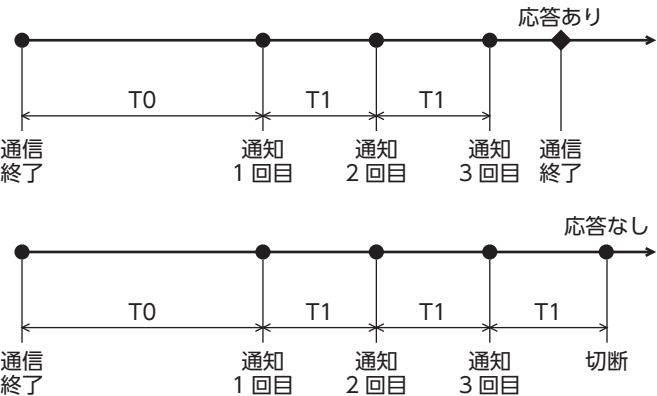 応答あり
T0 T1 T1
通信 通知 通知 通知 通信
終了 1 回目 2 回目 3 回目 終了
応答なし
T0 T1 T1 T1
通信 通知 通知 通知 切断
終了 1 回目 2 回目 3 回目